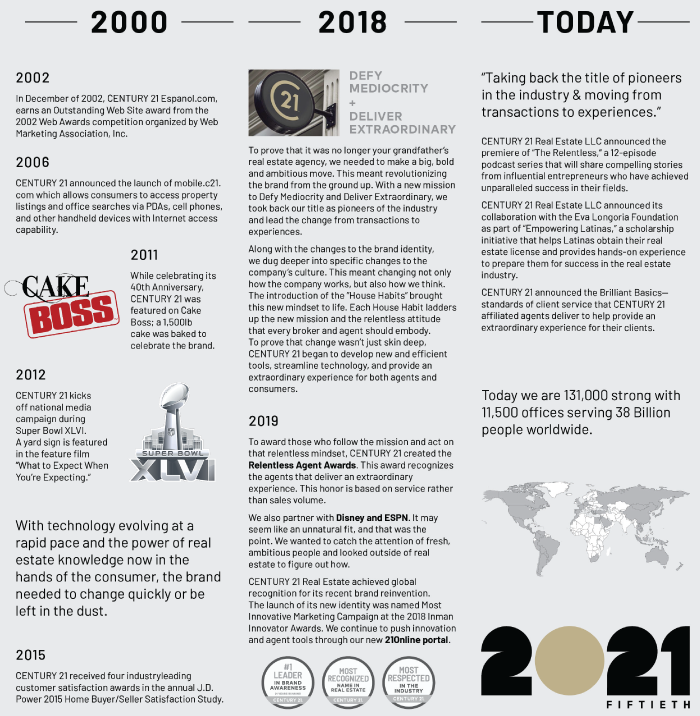 2000
2002
In December of 2002, CENTURY 21 Espanol.com,
earns an Outstanding Web Site award from the
2002 Web Awards competition organized by Web
Marketing Association, Inc.
2006
CENTURY 21 announced the launch of mobile.c21.
com which allows consumers to access property
listings and office searches via PDAs, cell phones,
and other handheld devices with Internet access
capability.
CAKE
BOSS
2011
While celebrating its
40th Anniversary,
CENTURY 21 was
featured on Cake
Boss; a 1,500lb
cake was baked to
celebrate the brand.
2012
CENTURY 21 kicks
off national media
campaign during
Super Bowl XLVI.
A yard sign is featured
in the feature film
"What to Expect When
You're Expecting."
SUPER BOWL
XLVI
With technology evolving at a
rapid pace and the power of real
estate knowledge now in the
hands of the consumer, the brand
needed to change quickly or be
left in the dust.
2015
CENTURY 21 received four industryleading
customer satisfaction awards in the annual J.D.
Power 2015 Home Buyer/Seller Satisfaction Study.
2018
C21
DEFY
MEDIOCRITY
+
DELIVER
EXTRAORDINARY
To prove that it was no longer your grandfather's
real estate agency, we needed to make a big, bold
and ambitious move. This meant revolutionizing
the brand from the ground up. With a new mission
to Defy Mediocrity and Deliver Extraordinary, we
took back our title as pioneers of the industry
and lead the change from transactions to
experiences.
Along with the changes to the brand identity,
we dug deeper into specific changes to the
company's culture. This meant changing not only
how the company works, but also how we think.
The introduction of the "House Habits" brought
this new mindset to life. Each House Habit ladders
up the new mission and the relentless attitude
that every broker and agent should embody.
To prove that change wasn't just skin deep,
CENTURY 21 began to develop new and efficient
tools, streamline technology, and provide an
extraordinary experience for both agents and
consumers.
2019
To award those who follow the mission and act on
that relentless mindset, CENTURY 21 created the
Relentless Agent Awards. This award recognizes
the agents that deliver an extraordinary
experience. This honor is based on service rather
than sales volume.
We also partner with Disney and ESPN. It may
seem like an unnatural fit, and that was the
point. We wanted to catch the attention of fresh,
ambitious people and looked outside of real
estate to figure out how.
CENTURY 21 Real Estate achieved global
recognition for its recent brand reinvention.
The launch of its new identity was named Most
Innovative Marketing Campaign at the 2018 Inman
Innovator Awards. We continue to push innovation
and agent tools through our new 21Online portal.
#1
LEADER
IN BRAND
AWARENESS
CENTURY 21
MOST
RECOGNIZED
NAME IN
REAL ESTATE
CENTURY 21
MOST
RESPECTED
IN THE
INDUSTRY
CENTURY 21
TODAY
"Taking back the title of pioneers
in the industry & moving from
transactions to experiences."
CENTURY 21 Real Estate LLC announced the
premiere of "The Relentless," a 12-episode
podcast series that will share compelling stories
from influential entrepreneurs who have achieved
unparalleled success in their fields.
CENTURY 21 Real Estate LLC announced its
collaboration with the Eva Longoria Foundation
as part of "Empowering Latinas," a scholarship
initiative that helps Latinas obtain their real
estate license and provides hands-on experience
to prepare them for success in the real estate
industry.
CENTURY 21 announced the Brilliant Basics—
standards of client service that CENTURY 21
affiliated agents deliver to help provide an
extraordinary experience for their clients.
Today we are 131,000 strong with
11,500 offices serving 38 Billion
people worldwide.
2021
FIFTIETH